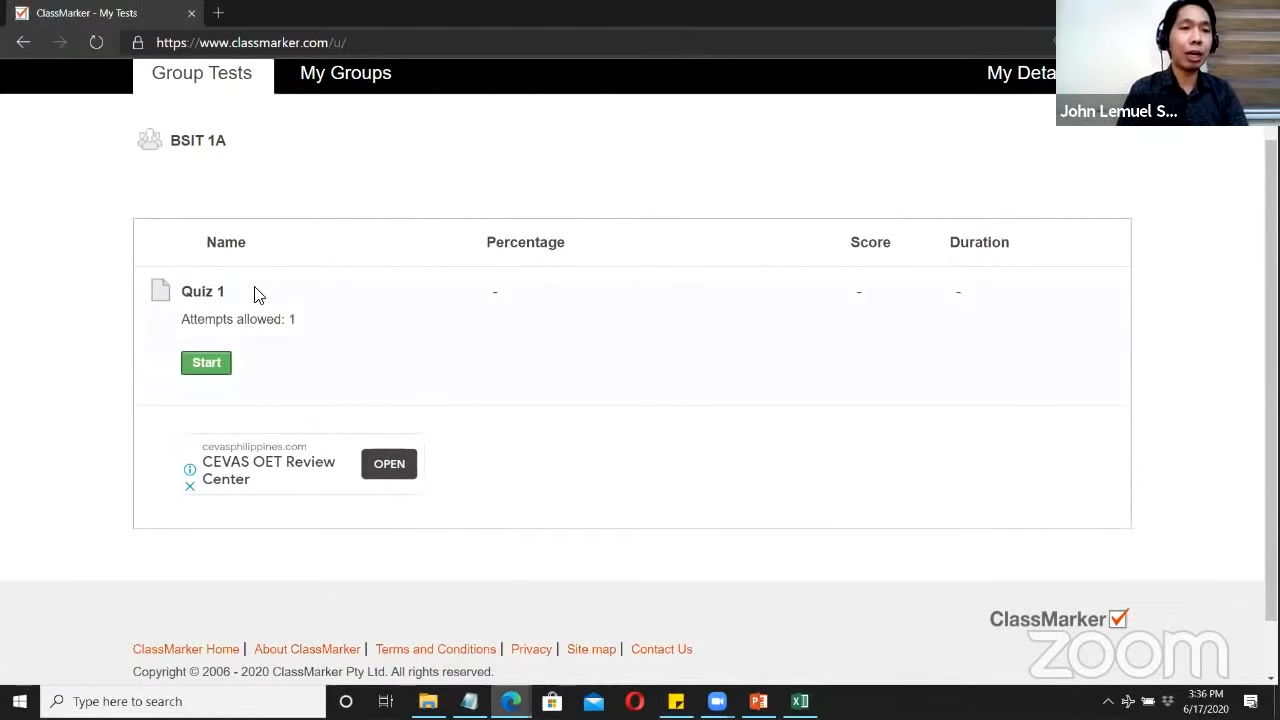 ClassMarker - My Tests
https://www.classmarker.com/u/
Group Tests
My Groups
My Deta
John Lemuel S...
BSIT 1A
Name Percentage Score Duration
Quiz 1 - - -
Attempts allowed: 1
Start
cevasphilippines.com
CEVAS OET Review
Center
OPEN
ClassMarker
zoom
ClassMarker Home | About ClassMarker | Terms and Conditions | Privacy | Site map | Contact Us
Copyright © 2006 - 2020 ClassMarker Pty Ltd. All rights reserved.
Type here to search
3:36 PM
6/17/2020